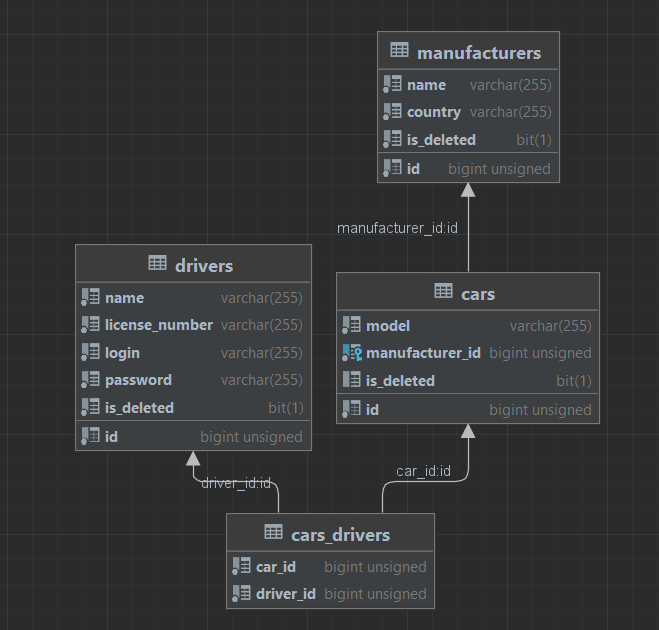 manufacturers
name varchar(255)
country varchar(255)
is_deleted bit(1)
id bigint unsigned
manufacturer_id:id
drivers
name varchar(255)
license_number varchar(255)
login varchar(255)
password varchar(255)
is_deleted bit(1)
id bigint unsigned
cars
model varchar(255)
manufacturer_id bigint unsigned
is_deleted bit(1)
id bigint unsigned
driver_id:id
car_id:id
cars_drivers
car_id bigint unsigned
driver_id bigint unsigned